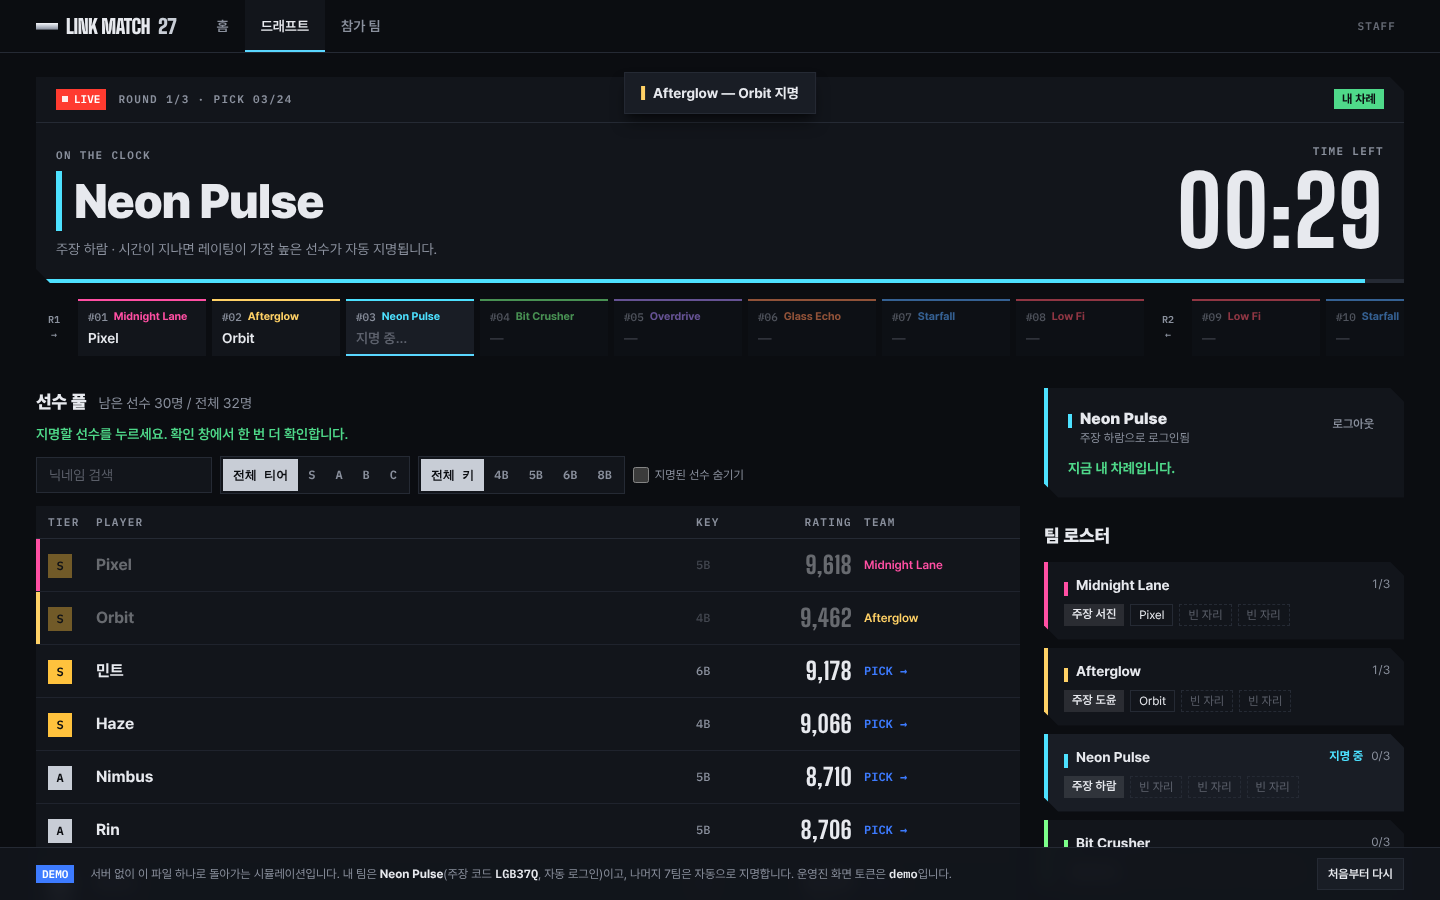 LINK MATCH 27
홈
드래프트
참가 팀
STAFF
LIVE
ROUND 1/3 · PICK 03/24
Afterglow — Orbit 지명
내 차례
ON THE CLOCK
Neon Pulse
주장 하람 · 시간이 지나면 레이팅이 가장 높은 선수가 자동 지명됩니다.
TIME LEFT
00:29
R1 →
#01 Midnight Lane
Pixel
#02 Afterglow
Orbit
#03 Neon Pulse
지명 중...
#04 Bit Crusher
—
#05 Overdrive
—
#06 Glass Echo
—
#07 Starfall
—
#08 Low Fi
—
R2 ←
#09 Low Fi
—
#10 Starfall
—
선수 풀 남은 선수 30명 / 전체 32명
지명할 선수를 누르세요. 확인 창에서 한 번 더 확인합니다.
닉네임 검색
전체 티어 S A B C
전체 키 4B 5B 6B 8B
지명된 선수 숨기기
TIER PLAYER KEY RATING TEAM
S Pixel 5B 9,618 Midnight Lane
S Orbit 4B 9,462 Afterglow
S 민트 6B 9,178 PICK →
S Haze 4B 9,066 PICK →
A Nimbus 5B 8,710 PICK →
A Rin 5B 8,706 PICK →
Neon Pulse
주장 하람으로 로그인됨
로그아웃
지금 내 차례입니다.
팀 로스터
Midnight Lane 1/3
주장 서진 Pixel 빈 자리 빈 자리
Afterglow 1/3
주장 도윤 Orbit 빈 자리 빈 자리
Neon Pulse 지명 중 0/3
주장 하람 빈 자리 빈 자리 빈 자리
Bit Crusher 0/3
DEMO
서버 없이 이 파일 하나로 돌아가는 시뮬레이션입니다. 내 팀은 Neon Pulse(주장 코드 LGB37Q, 자동 로그인)이고, 나머지 7팀은 자동으로 지명합니다. 운영진 화면 토큰은 demo입니다.
처음부터 다시